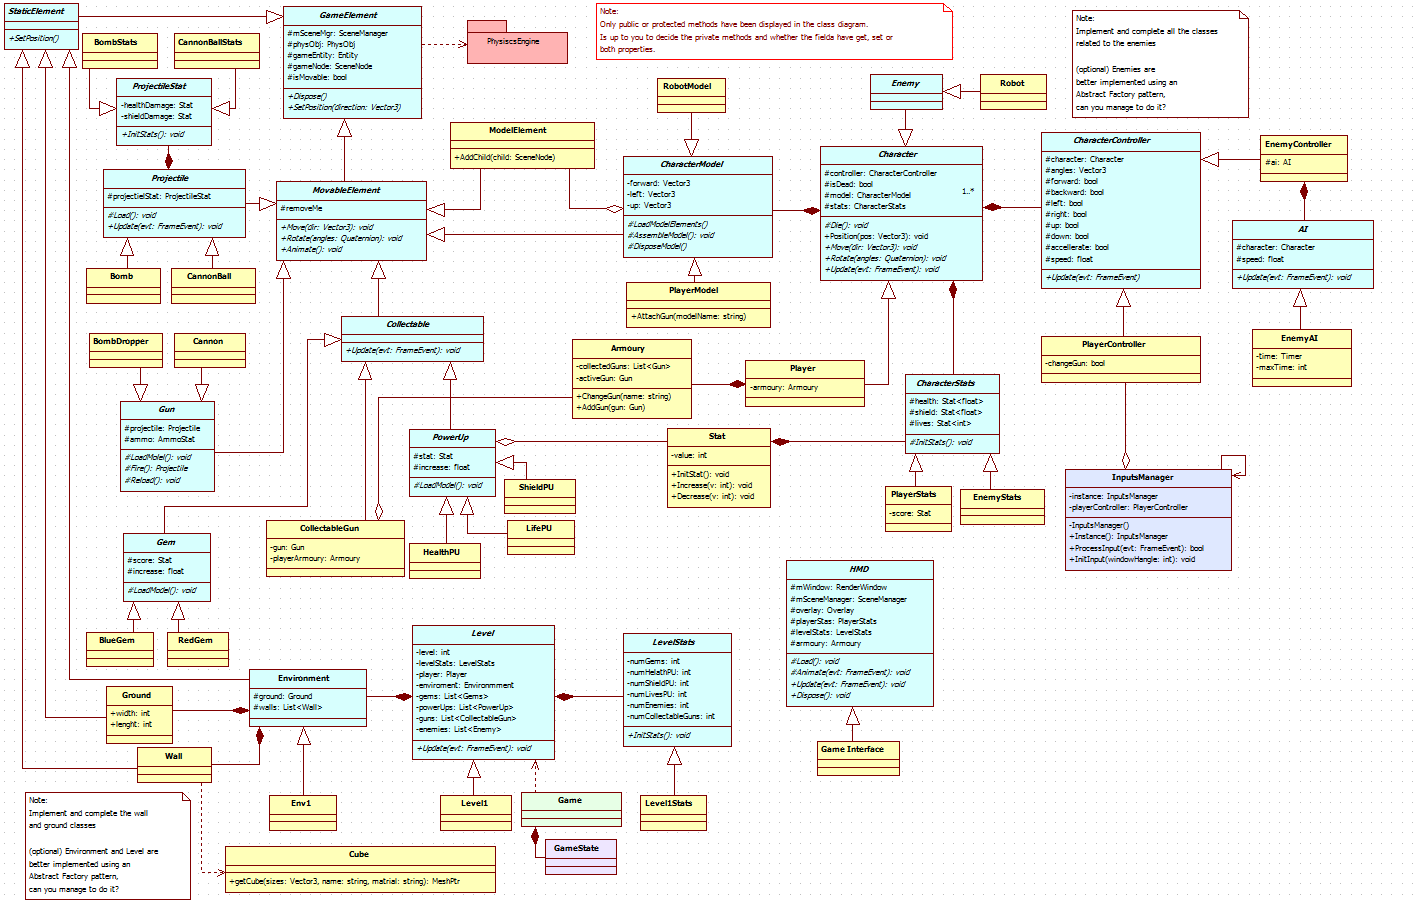 StaticElement
+SetPosition()
GameElement
#mSceneMgr: SceneManager
#physObj: PhysObj
#gameEntity: Entity
#gameNode: SceneNode
#isMovable: bool
+Dispose()
+SetPosition(direction: Vector3)
PhysiscsEngine
Note:
Only public or protected methods have been displayed in the class diagram.
Is up to you to decide the private methods and whether the fielda have get, set or
both properties.
Note:
Implement and complete all the classes
related to the enemies
(optional) Enemies are
better implemented using an
Abstract Factory pattern,
can you manage to do it?
BombStats
CannonBallStats
ProjectileStat
-healthDamage: Stat
-shieldDamage: Stat
+InitStats(): void
RobotModel
Enemy
Robot
ModelElement
+AddChild(child: SceneNode)
CharacterModel
-forward: Vector3
-left: Vector3
-up: Vector3
#LoadModelElements()
#AssembleModel(): void
#DisposeModel()
Character
#controller: CharacterController
#isDead: bool
#model: CharacterModel
#stats: CharacterStats
#Die(): void
+Position(pos: Vector3): void
+Move(dir: Vector3): void
+Rotate(angles: Quaternion): void
+Update(evt: FrameEvent): void
1..*
CharacterController
#character: Character
#angles: Vector3
#forward: bool
#backward: bool
#left: bool
#right: bool
#up: bool
#down: bool
#accellerate: bool
#speed: float
+Update(evt: FrameEvent)
EnemyController
#ai: AI
Projectile
#projectielStat: ProjectileStat
#Load(): void
+Update(evt: FrameEvent): void
MovableElement
#removeMe
+Move(dir: Vector3): void
+Rotate(angles: Quaternion): void
+Animate(): void
AI
#character: Character
#speed: float
+Update(evt: FrameEvent): void
Bomb
CannonBall
PlayerModel
+AttachGun(modelName: string)
Collectable
+Update(evt: FrameEvent): void
BombDropper
Cannon
Armoury
-collectedGuns: List<Gun>
-activeGun: Gun
+ChangeGun(name: string)
+AddGun(gun: Gun)
Player
-armoury: Armoury
PlayerController
-changeGun: bool
EnemyAI
-time: Timer
-maxTime: int
CharacterStats
#health: Stat<float>
#shield: Stat<float>
#lives: Stat<int>
#InitStats(): void
Gun
#projectile: Projectile
#ammo: AmmoStat
#LoadMolel(): void
#Fire(): Projectile
#Reload(): void
PowerUp
#stat: Stat
#increase: float
#LoadModel(): void
Stat
-value: int
+InitStat(): void
+Increase(v: int): void
+Decrease(v: int): void
InputsManager
-instance: InputsManager
-playerController: PlayerController
-InputsManager()
+Instance(): InputsManager
+ProcessInput(evt: FrameEvent): bool
+InitInput(windowHangle: int): void
ShieldPU
PlayerStats
-score: Stat
EnemyStats
CollectableGun
-gun: Gun
-playerArmoury: Armoury
LifePU
HealthPU
Gem
#score: Stat
#increase: float
#LoadModel(): void
HMD
#mWindow: RenderWindow
#mSceneManager: SceneManager
#overlay: Overlay
#playerStas: PlayerStats
#levelStats: LevelStats
#armoury: Armoury
#Load(): void
#Animate(evt: FrameEvent): void
+Update(evt: FrameEvent): void
+Dispose(): void
BlueGem
RedGem
Level
-level: int
-levelStats: LevelStats
-player: Player
-enviroment: Environmment
-gems: List<Gems>
-powerUps: List<PowerUp>
-guns: List<CollectableGun>
-enemies: List<Enemy>
+Update(evt: FrameEvent): void
LevelStats
-numGems: int
-numHelathPU: int
-numShieldPU: int
-numLivesPU: int
-numEnemies: int
-numCollectableGuns: int
+InitStats(): void
Environment
#ground: Ground
#walls: List<Wall>
Ground
+width: int
+lenght: int
Wall
Game Interface
Note:
Implement and complete the wall
and ground classes
(optional) Environment and Level are
better implemented using an
Abstract Factory pattern,
can you manage to do it?
Env1
Level1
Game
Level1Stats
GameState
Cube
+getCube(sizes: Vector3, name: string, matrial: string): MeshPtr